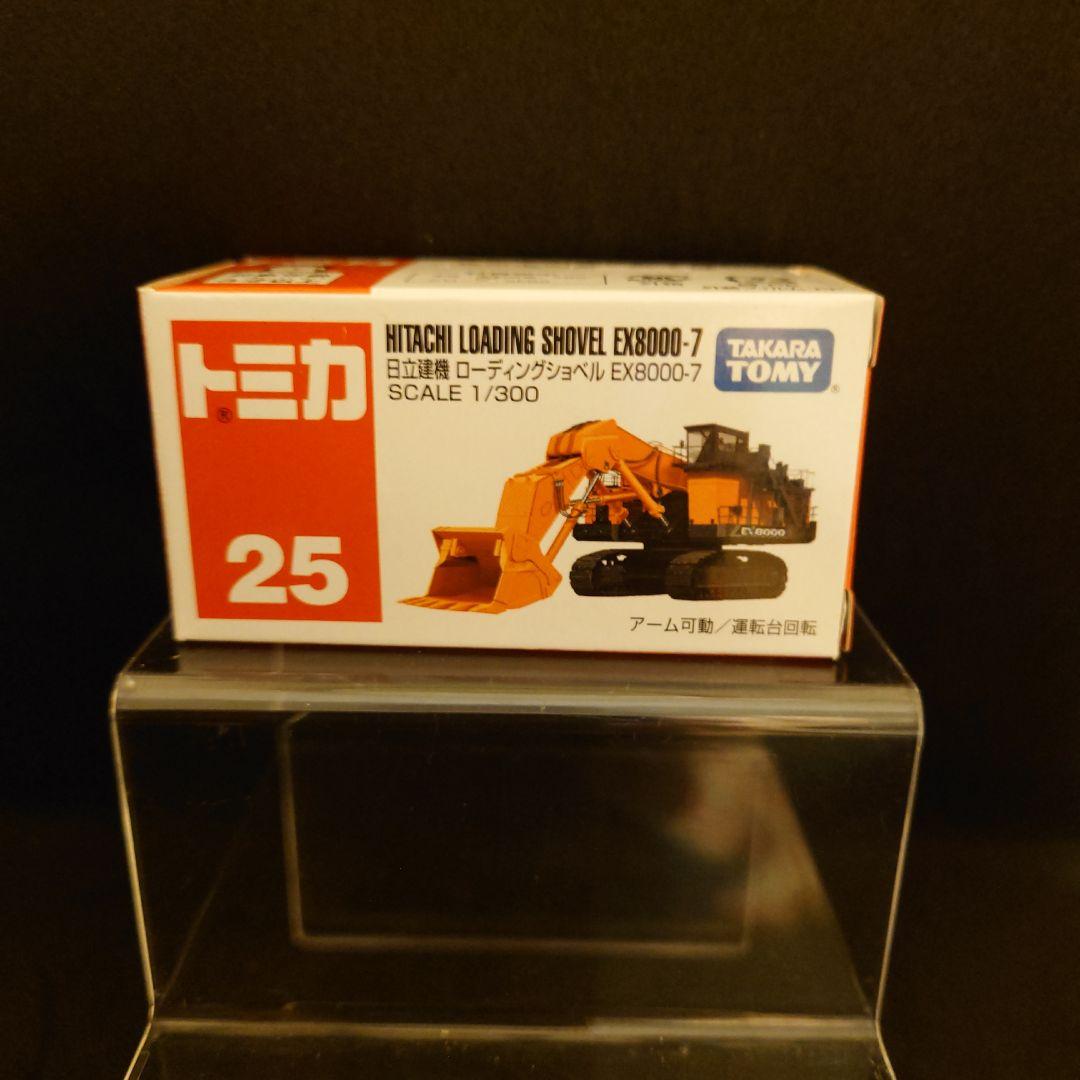 トミカ
®
25
HITACHI LOADING SHOVEL EX8000-7
日立建機 ローディングショベル EX8000-7
SCALE 1/300
TAKARA
TOMY
®
EX8000
アーム可動／運転台回転